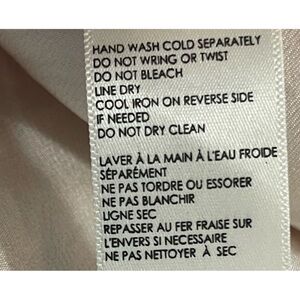 HAND WASH COLD SEPARATELY
DO NOT WRING OR TWIST
DO NOT BLEACH
LINE DRY
COOL IRON ON REVERSE SIDE
IF NEEDED
DO NOT DRY CLEAN
LAVER À LA MAIN À L'EAU FROIDE
SÉPARÉMENT
NE PAS TORDRE OU ESSORER
NE PAS BLANCHIR
LIGNE SEC
REPASSER AU FER FRAISE SUR
L'ENVERS SI NECESSAIRE
NE PAS NETTOYER À SEC